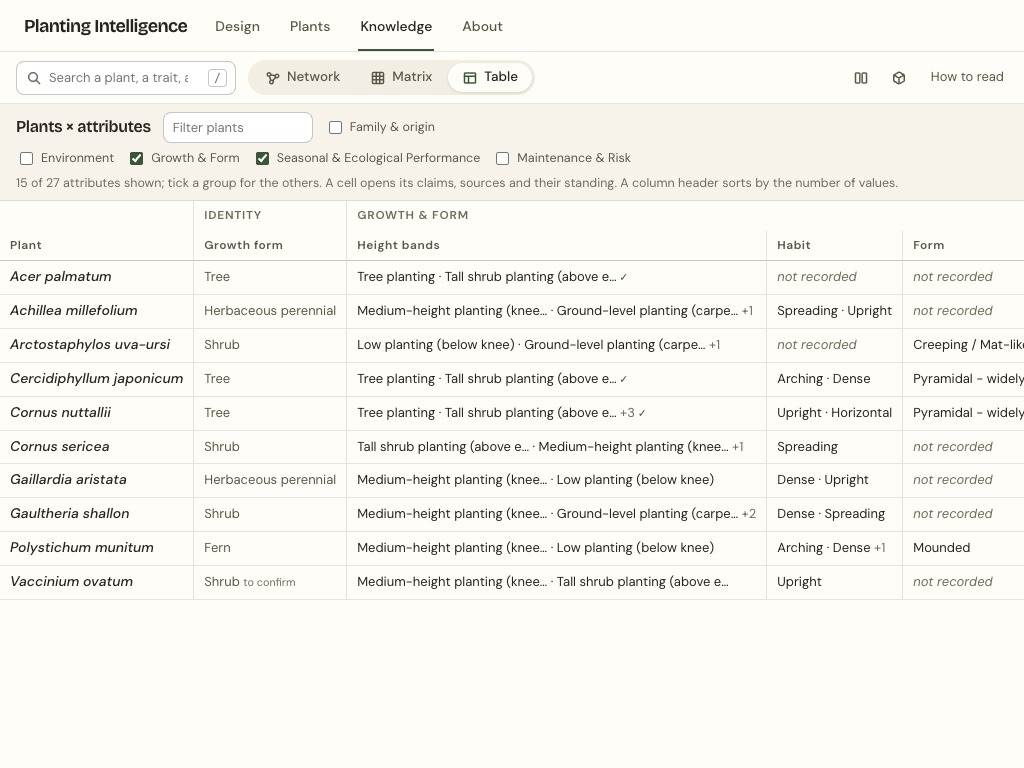 Planting Intelligence Design Plants Knowledge About
Search a plant, a trait, a / Network Matrix Table How to read
Plants × attributes Filter plants Family & origin
Environment Growth & Form Seasonal & Ecological Performance Maintenance & Risk
15 of 27 attributes shown; tick a group for the others. A cell opens its claims, sources and their standing. A column header sorts by the number of values.
IDENTITY GROWTH & FORM
Plant Growth form Height bands Habit Form
Acer palmatum Tree Tree planting · Tall shrub planting (above e… ✓ not recorded not recorded
Achillea millefolium Herbaceous perennial Medium-height planting (knee… · Ground-level planting (carpe… +1 Spreading · Upright not recorded
Arctostaphylos uva-ursi Shrub Low planting (below knee) · Ground-level planting (carpe… +1 not recorded Creeping / Mat-like
Cercidiphyllum japonicum Tree Tree planting · Tall shrub planting (above e… ✓ Arching · Dense Pyramidal - widely
Cornus nuttallii Tree Tree planting · Tall shrub planting (above e… +3 ✓ Upright · Horizontal Pyramidal - widely
Cornus sericea Shrub Tall shrub planting (above e… · Medium-height planting (knee… +1 Spreading not recorded
Gaillardia aristata Herbaceous perennial Medium-height planting (knee… · Low planting (below knee) Dense · Upright not recorded
Gaultheria shallon Shrub Medium-height planting (knee… · Ground-level planting (carpe… +2 Dense · Spreading not recorded
Polystichum munitum Fern Medium-height planting (knee… · Low planting (below knee) Arching · Dense +1 Mounded
Vaccinium ovatum Shrub to confirm Medium-height planting (knee… · Tall shrub planting (above e… Upright not recorded